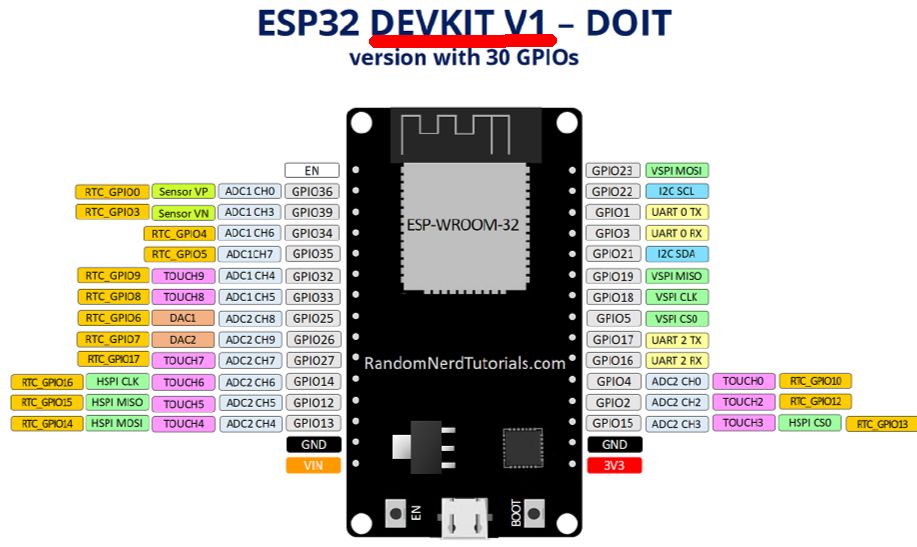 ESP32 DEVKIT V1 – DOIT
version with 30 GPIOs
EN GPIO23 VSPI MOSI
RTC_GPIO0 Sensor VP ADC1 CH0 GPIO36 GPIO22 I2C SCL
RTC_GPIO3 Sensor VN ADC1 CH3 GPIO39 GPIO1 UART 0 TX
RTC_GPIO4 ADC1 CH6 GPIO34 ESP-WROOM-32 GPIO3 UART 0 RX
RTC_GPIO5 ADC1CH7 GPIO35 GPIO21 I2C SDA
RTC_GPIO9 TOUCH9 ADC1 CH4 GPIO32 GPIO19 VSPI MISO
RTC_GPIO8 TOUCH8 ADC1 CH5 GPIO33 GPIO18 VSPI CLK
RTC_GPIO6 DAC1 ADC2 CH8 GPIO25 GPIO5 VSPI CS0
RTC_GPIO7 DAC2 ADC2 CH9 GPIO26 GPIO17 UART 2 TX
RTC_GPIO17 TOUCH7 ADC2 CH7 GPIO27 RandomNerdTutorials.com GPIO16 UART 2 RX
RTC_GPIO16 HSPI CLK TOUCH6 ADC2 CH6 GPIO14 GPIO4 ADC2 CH0 TOUCH0 RTC_GPIO10
RTC_GPIO15 HSPI MISO TOUCH5 ADC2 CH5 GPIO12 GPIO2 ADC2 CH2 TOUCH2 RTC_GPIO12
RTC_GPIO14 HSPI MOSI TOUCH4 ADC2 CH4 GPIO13 GPIO15 ADC2 CH3 TOUCH3 HSPI CS0 RTC_GPIO13
GND GND
VIN 3V3
EN BOOT